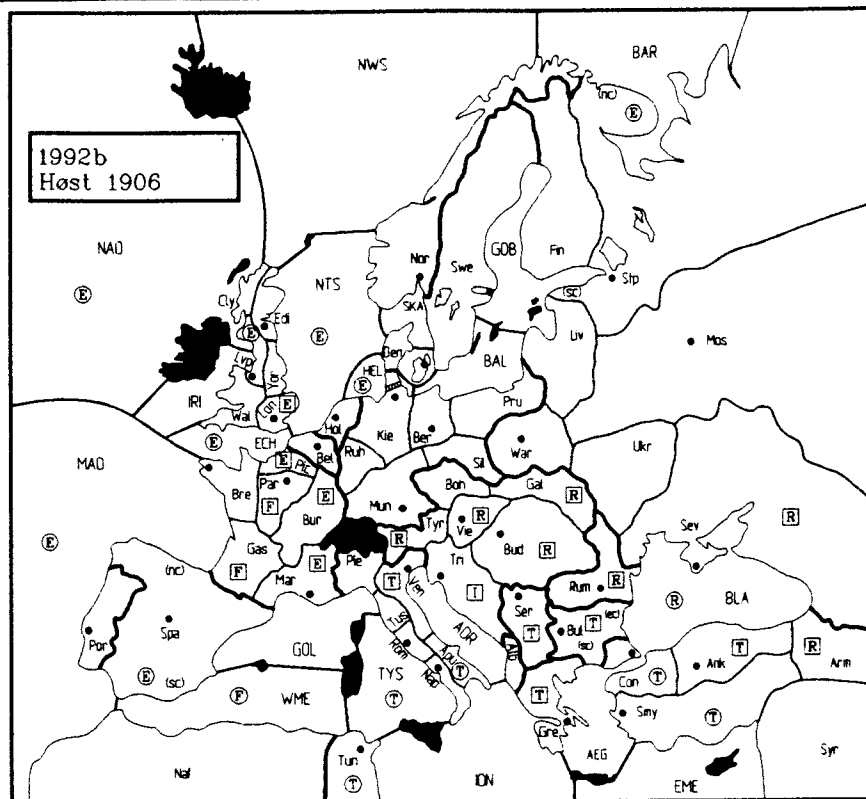 NWS
BAR
(nc)
E
1992b
Høst 1906
NAO
E
Cly
E
Edi
NTS
E
Nor
SKA
Swe
GOB
Fin
(sc)
Stp
Mos
Lvp
Yor
IRI
Wal
Lon
E
HEL
E
Den
BAL
Liv
Pru
Hol
Kie
Ber
War
Ukr
E
ECH
Bel
Ruh
Sil
MAO
E
Pic
E
Par
F
Bre
Bur
E
Mun
Boh
Gal
R
Tyr
R
Vie
R
Bud
R
Sev
R
Gas
F
Mar
E
Pie
T
Ven
Tri
I
Rum
R
BLA
R
(nc)
Spa
Por
E
(sc)
GOL
Tus
Rom
ADR
Ser
T
Bul
T
(ec)
(sc)
WME
F
TYS
T
Nap
Apu
T
Alb
T
Gre
Con
T
Ank
T
R
Arm
Smy
T
AEG
Naf
Tun
T
ION
EME
Syr